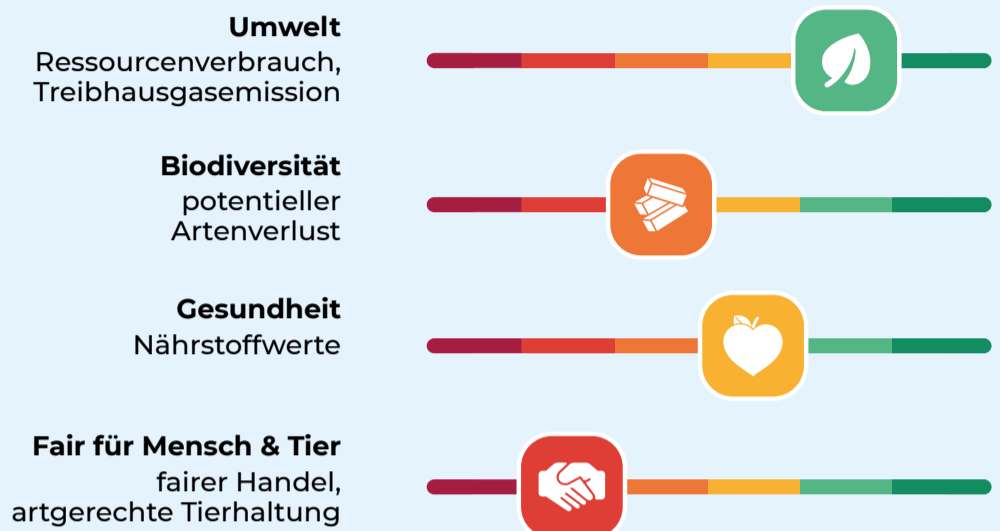 Umwelt
Ressourcenverbrauch,
Treibhausgasemission
Biodiversität
potentieller
Artenverlust
Gesundheit
Nährstoffwerte
Fair für Mensch & Tier
fairer Handel,
artgerechte Tierhaltung